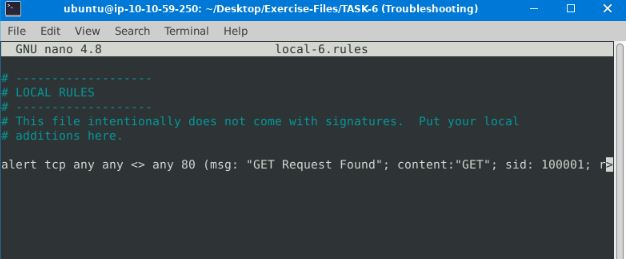 ubuntu@ip-10-10-59-250: ~/Desktop/Exercise-Files/TASK-6 (Troubleshooting)
File Edit View Search Terminal Help
GNU nano 4.8 local-6.rules
# -------------------
# LOCAL RULES
# -------------------
# This file intentionally does not come with signatures.  Put your local
# additions here.
alert tcp any any <> any 80 (msg: "GET Request Found"; content:"GET"; sid: 100001; r>